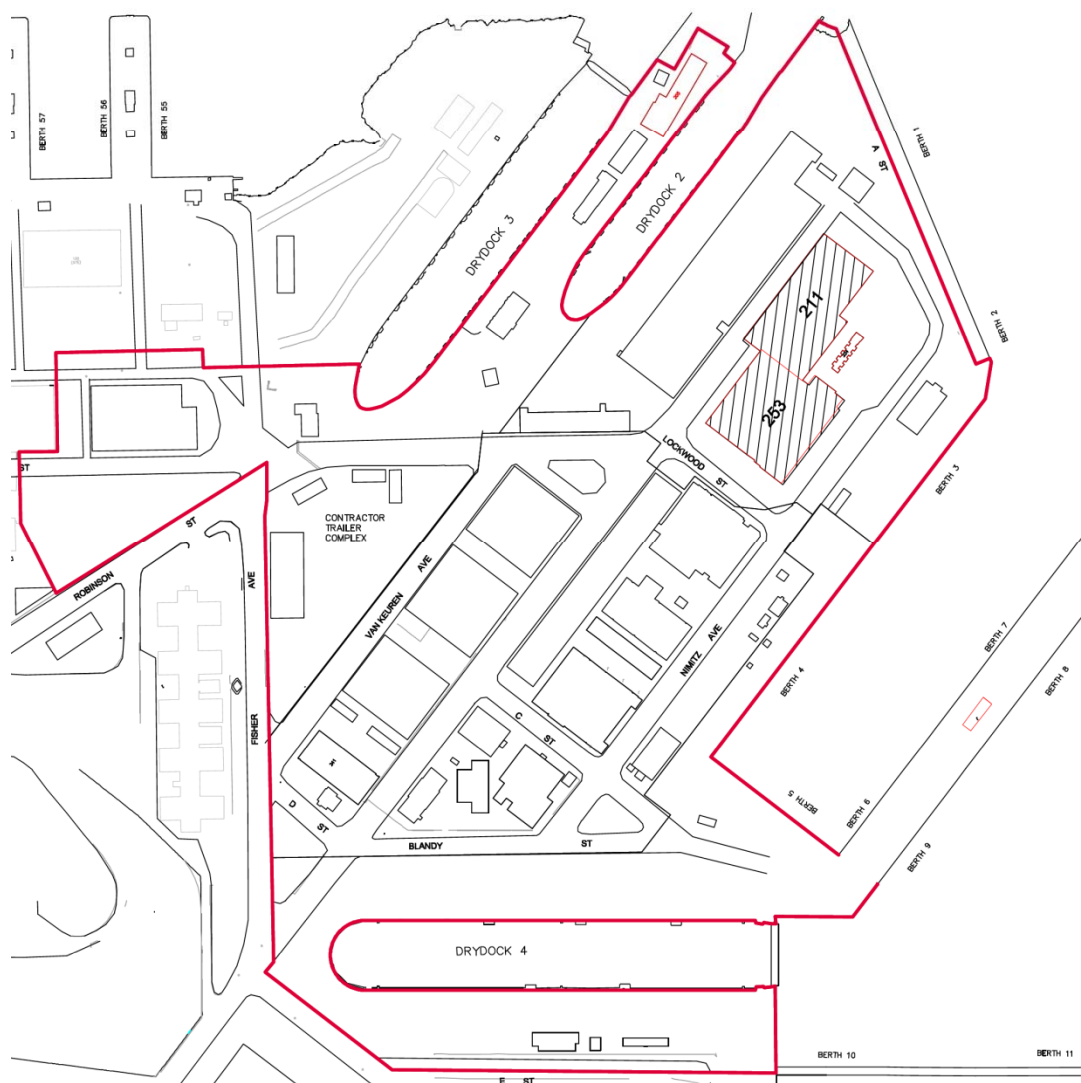 BERTH 57
BERTH 56
BERTH 55
DRYDOCK 3
DRYDOCK 2
A ST
BERTH 1
BERTH 2
211
253
LOCKWOOD
ST
BERTH 3
ST
CONTRACTOR
TRAILER
COMPLEX
ROBINSON
ST
FISHER
AVE
VAN KEUREN
AVE
NIMITZ
AVE
BERTH 4
BERTH 7
BERTH 8
C
ST
D
ST
BLANDY
ST
BERTH 5
BERTH 6
BERTH 9
DRYDOCK 4
BERTH 10
BERTH 11
E ST